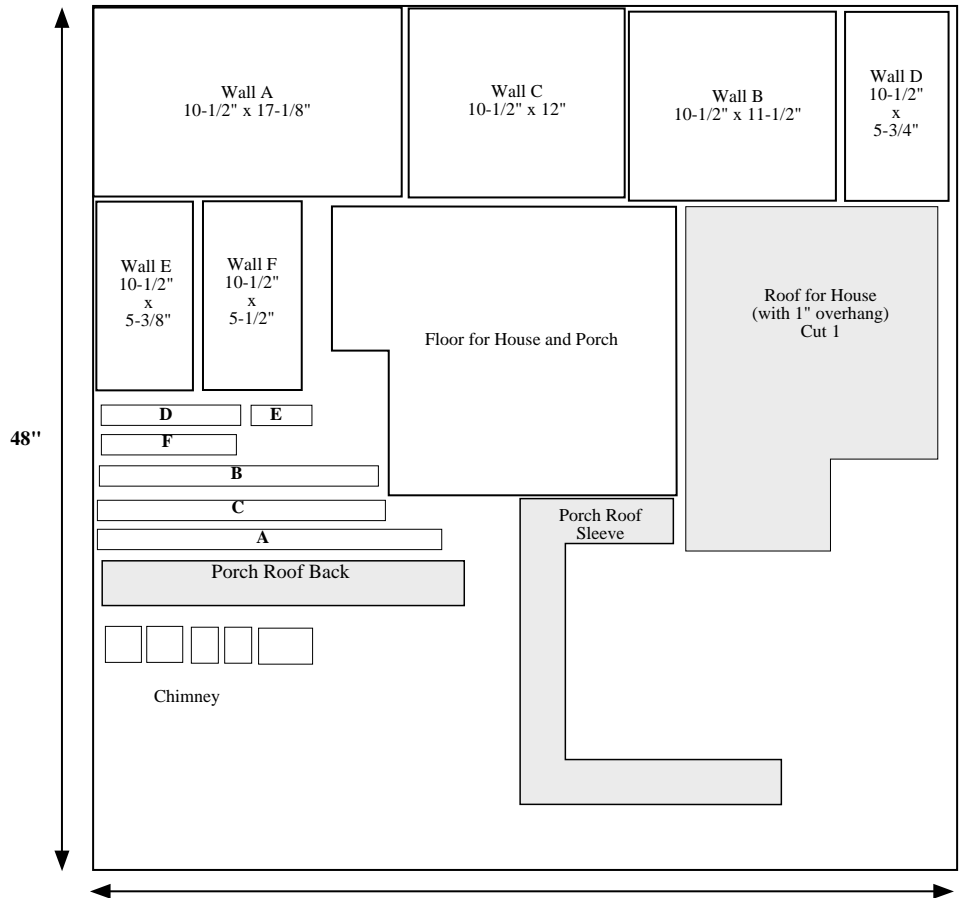 Wall A
10-1/2" x 17-1/8"
Wall C
10-1/2" x 12"
Wall B
10-1/2" x 11-1/2"
Wall D
10-1/2"
x
5-3/4"
Wall E
10-1/2"
x
5-3/8"
Wall F
10-1/2"
x
5-1/2"
Floor for House and Porch
Roof for House
(with 1" overhang)
Cut 1
D
E
F
48"
B
C
A
Porch Roof
Sleeve
Porch Roof Back
Chimney